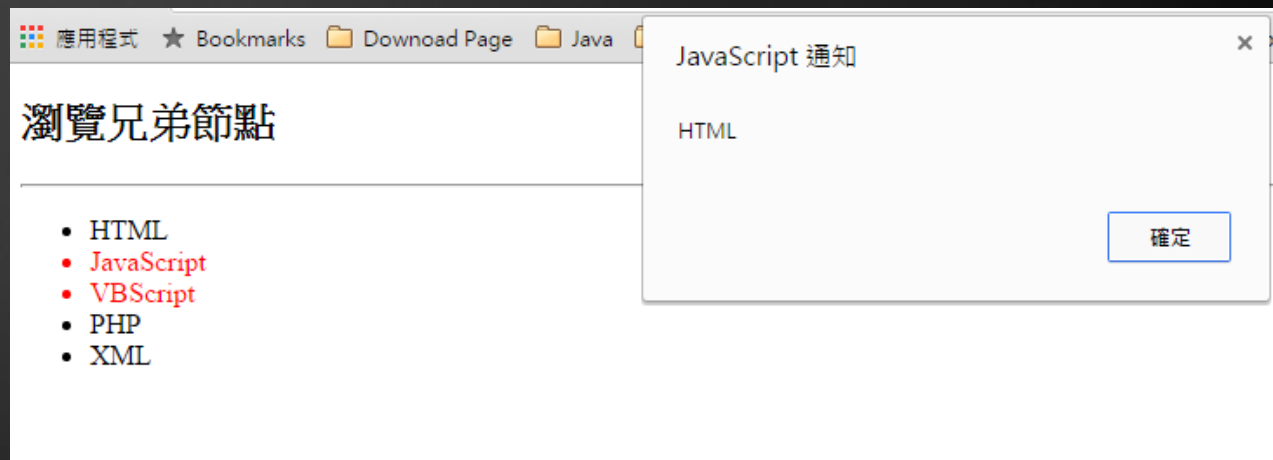 應用程式 Bookmarks Downoad Page Java
JavaScript 通知
HTML
確定
瀏覽兄弟節點
HTML
JavaScript
VBScript
PHP
XML